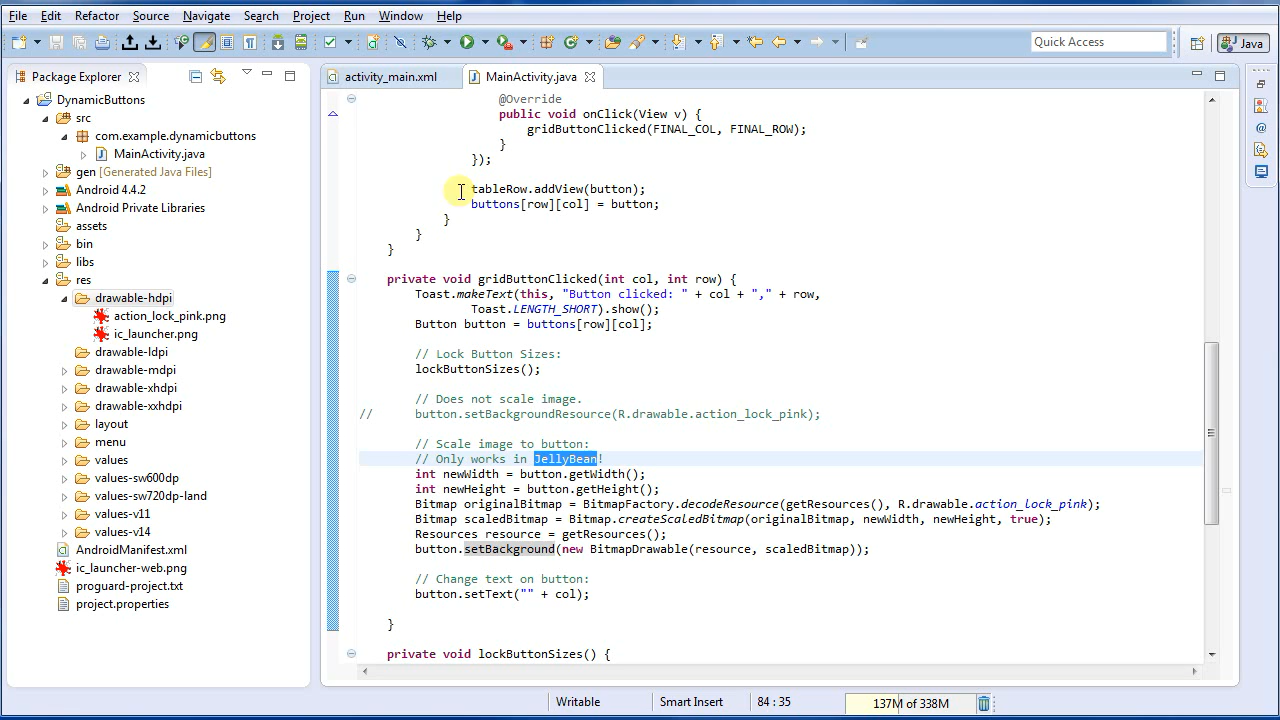 File Edit Refactor Source Navigate Search Project Run Window Help
Quick Access
Java
Package Explorer
activity_main.xml
MainActivity.java
DynamicButtons
src
com.example.dynamicbuttons
MainActivity.java
gen [Generated Java Files]
Android 4.4.2
Android Private Libraries
assets
bin
libs
res
drawable-hdpi
action_lock_pink.png
ic_launcher.png
drawable-ldpi
drawable-mdpi
drawable-xhdpi
drawable-xxhdpi
layout
menu
values
values-sw600dp
values-sw720dp-land
values-v11
values-v14
AndroidManifest.xml
ic_launcher-web.png
proguard-project.txt
project.properties
@Override
public void onClick(View v) {
gridButtonClicked(FINAL_COL, FINAL_ROW);
}
});
tableRow.addView(button);
buttons[row][col] = button;
}
}
}
private void gridButtonClicked(int col, int row) {
Toast.makeText(this, "Button clicked: " + col + "," + row,
Toast.LENGTH_SHORT).show();
Button button = buttons[row][col];
// Lock Button Sizes:
lockButtonSizes();
// Does not scale image.
// button.setBackgroundResource(R.drawable.action_lock_pink);
// Scale image to button:
// Only works in JellyBean!
int newWidth = button.getWidth();
int newHeight = button.getHeight();
Bitmap originalBitmap = BitmapFactory.decodeResource(getResources(), R.drawable.action_lock_pink);
Bitmap scaledBitmap = Bitmap.createScaledBitmap(originalBitmap, newWidth, newHeight, true);
Resources resource = getResources();
button.setBackground(new BitmapDrawable(resource, scaledBitmap));
// Change text on button:
button.setText("" + col);
}
private void lockButtonSizes() {
Writable
Smart Insert
84 : 35
137M of 338M